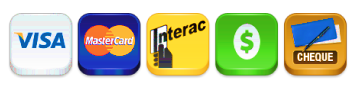 VISA
MasterCard
Interac
$
CHEQUE